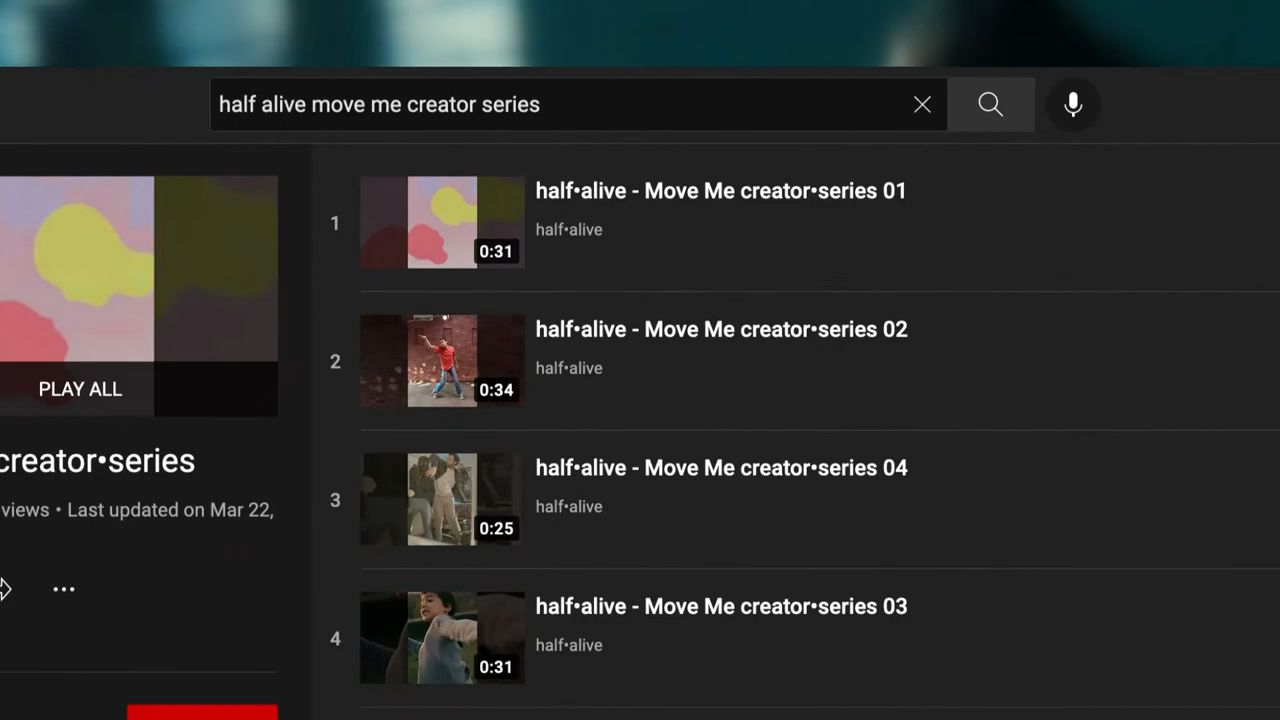 half alive move me creator series
PLAY ALL
creator•series
views • Last updated on Mar 22,
1
half•alive - Move Me creator•series 01
half•alive
0:31
2
half•alive - Move Me creator•series 02
half•alive
0:34
3
half•alive - Move Me creator•series 04
half•alive
0:25
4
half•alive - Move Me creator•series 03
half•alive
0:31